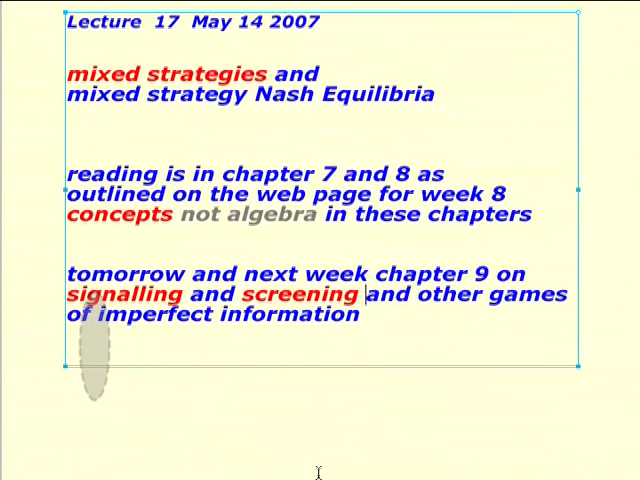 Lecture 17 May 14 2007
mixed strategies and
mixed strategy Nash Equilibria
reading is in chapter 7 and 8 as
outlined on the web page for week 8
concepts not algebra in these chapters
tomorrow and next week chapter 9 on
signalling and screening and other games
of imperfect information